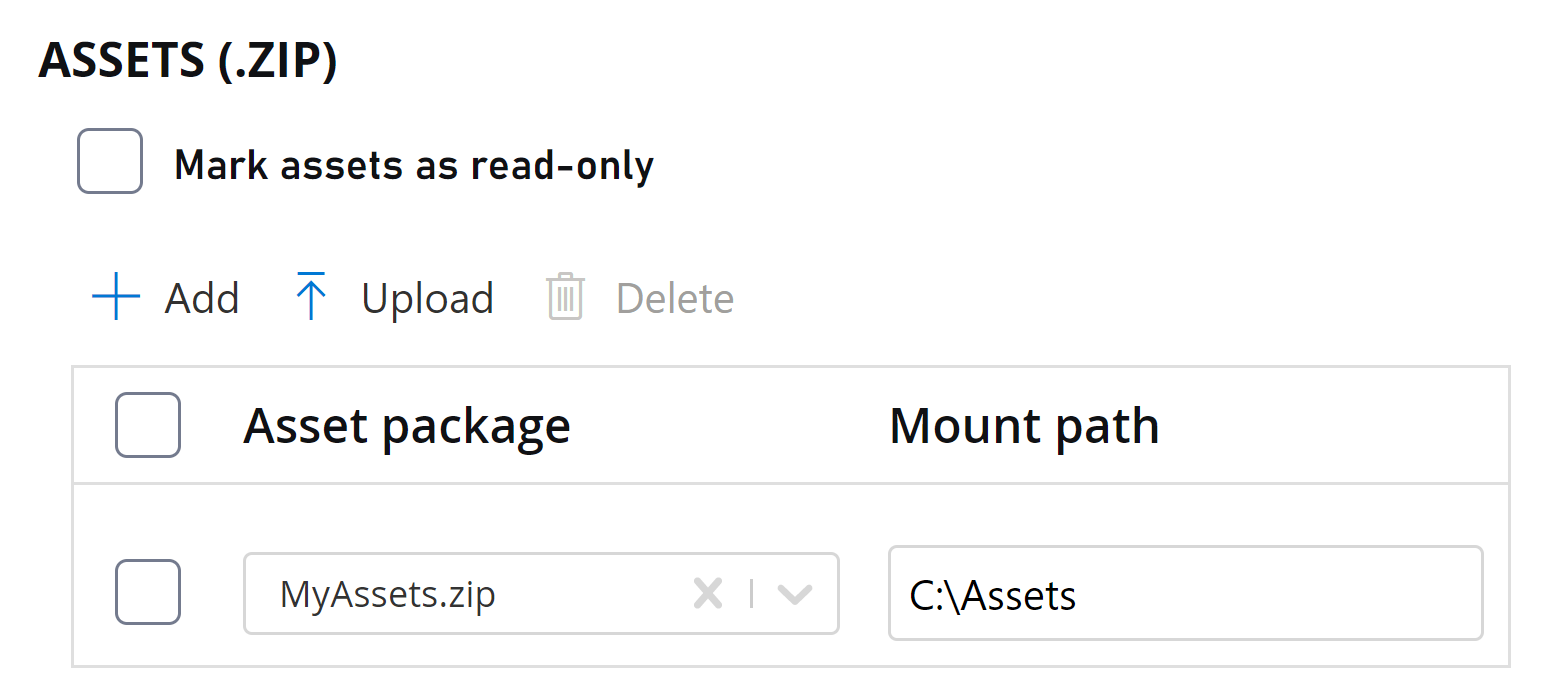 ASSETS (.ZIP)
Mark assets as read-only
Add Upload Delete
Asset package Mount path
MyAssets.zip C:\Assets